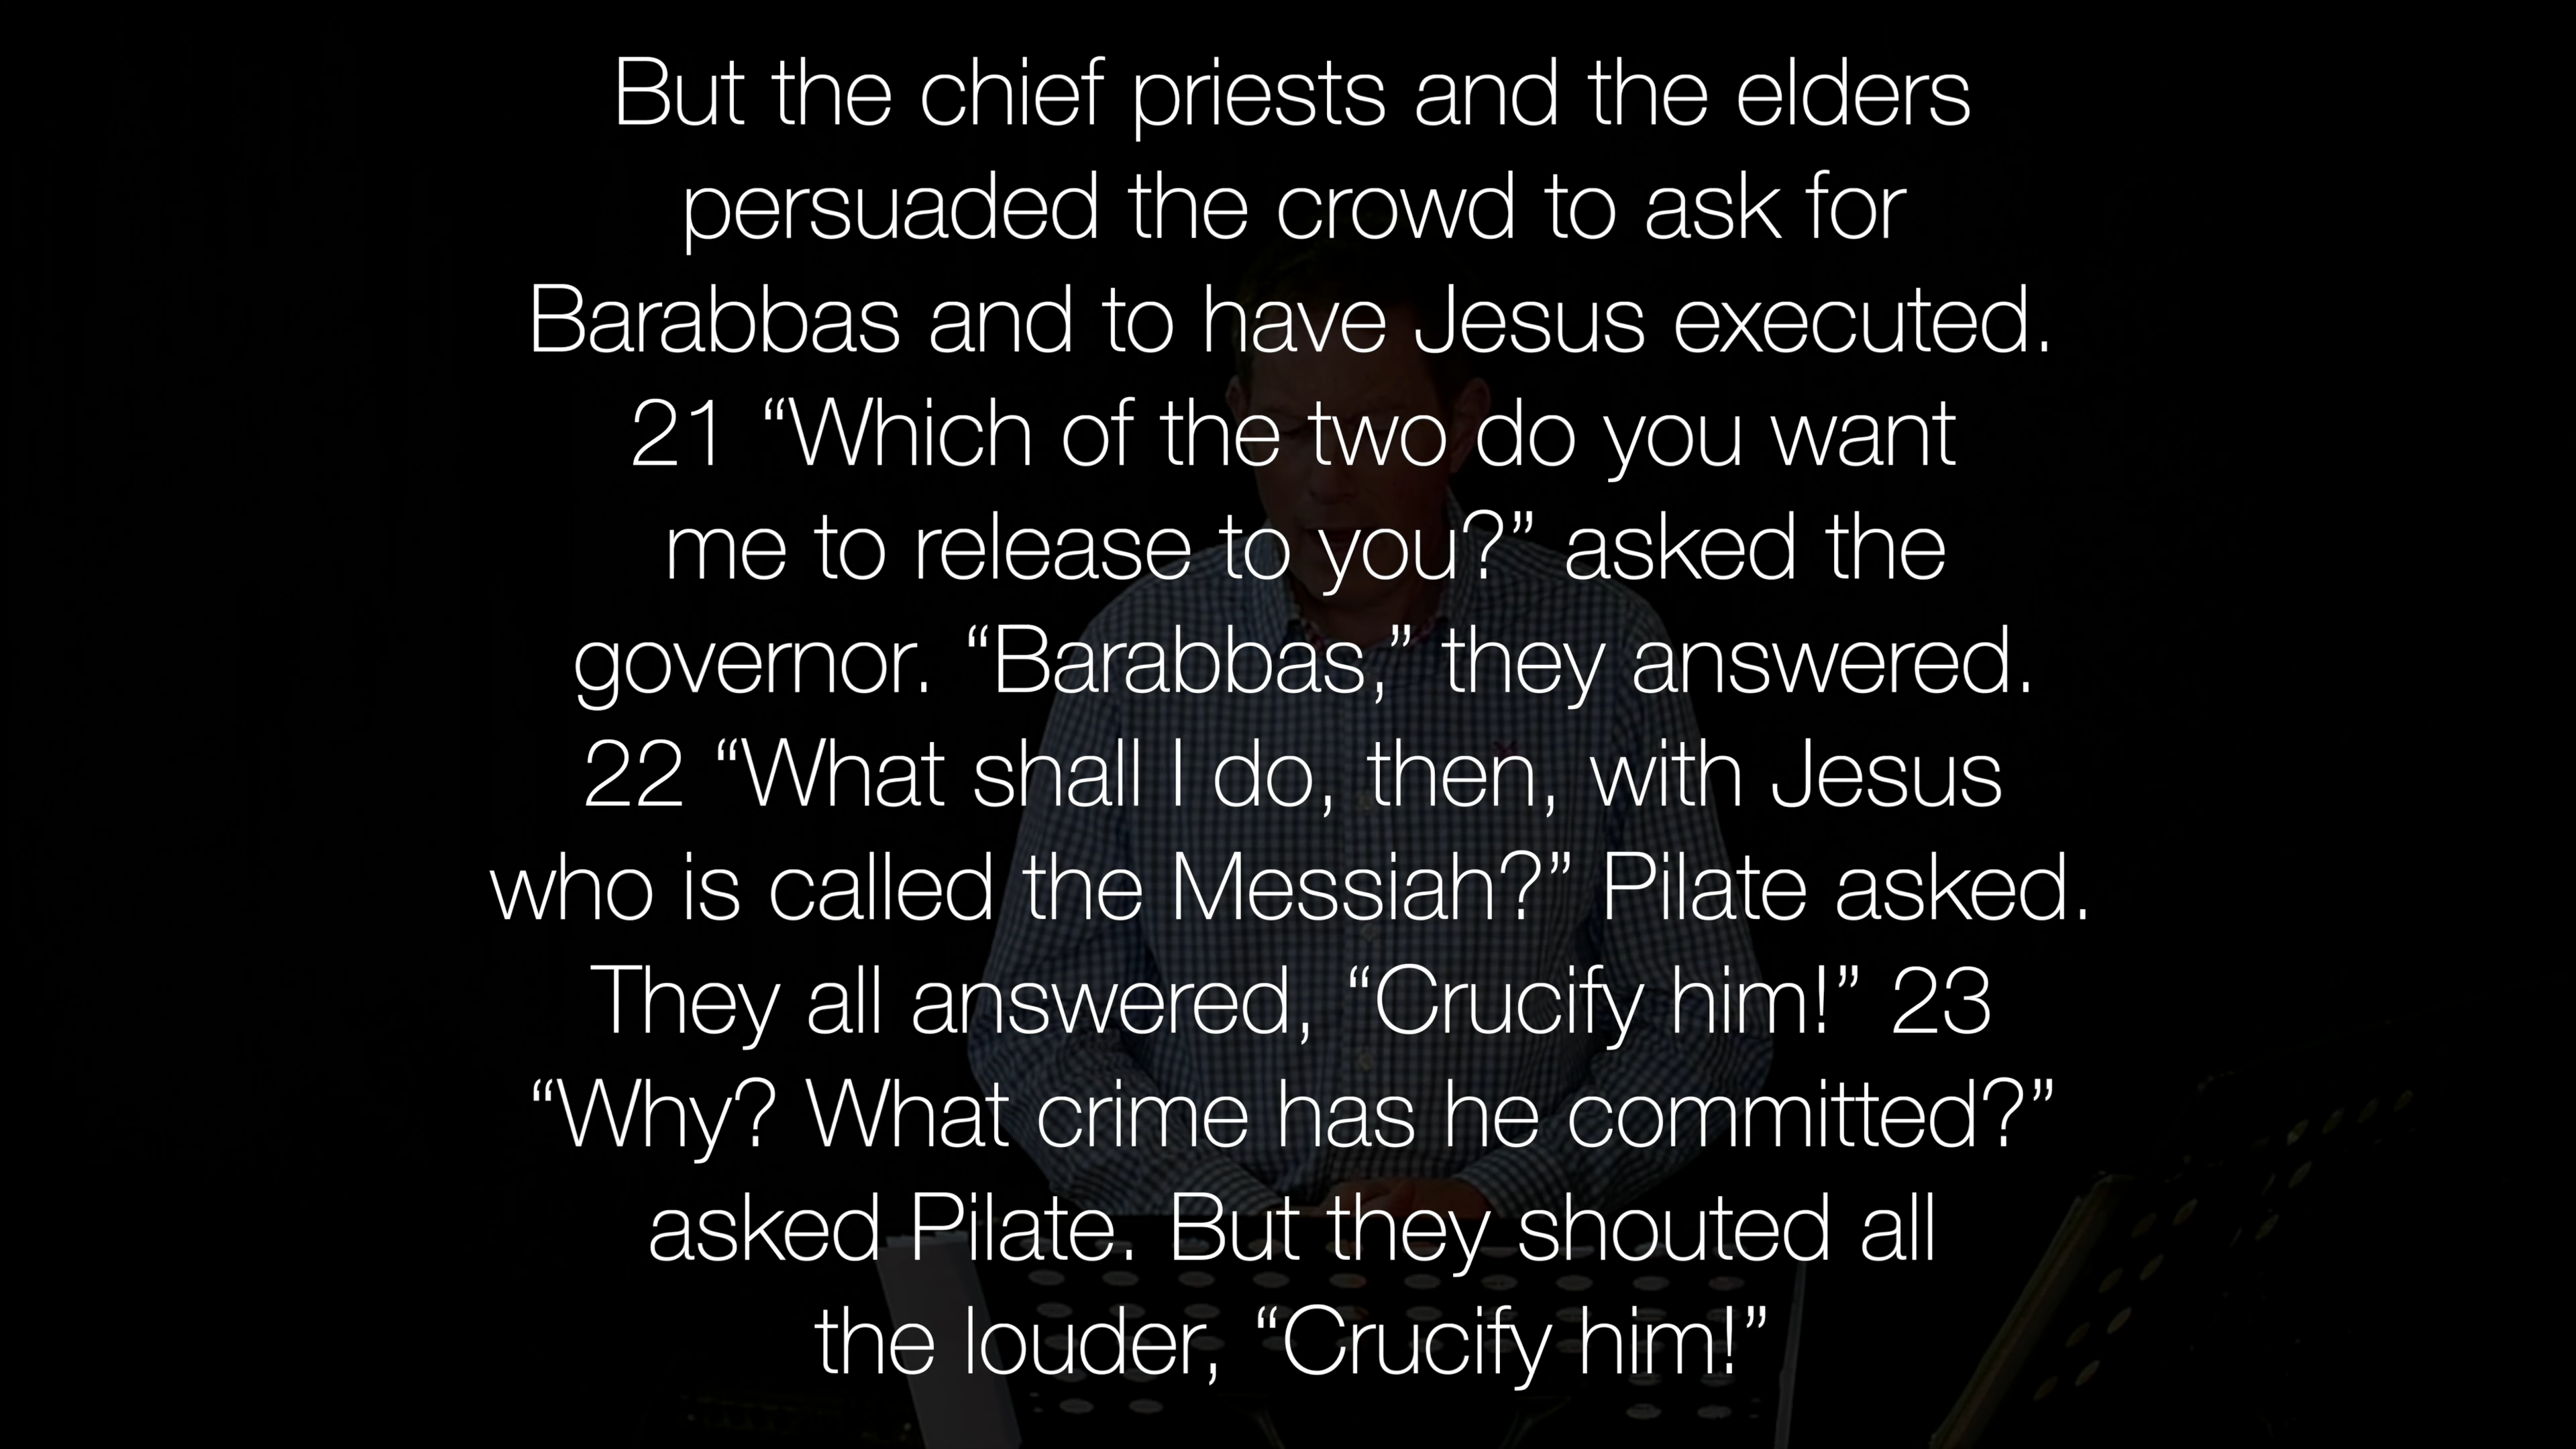 But the chief priests and the elders
persuaded the crowd to ask for
Barabbas and to have Jesus executed.
21 “Which of the two do you want
me to release to you?” asked the
governor. “Barabbas,” they answered.
22 “What shall I do, then, with Jesus
who is called the Messiah?” Pilate asked.
They all answered, “Crucify him!” 23
“Why? What crime has he committed?”
asked Pilate. But they shouted all
the louder, “Crucify him!”